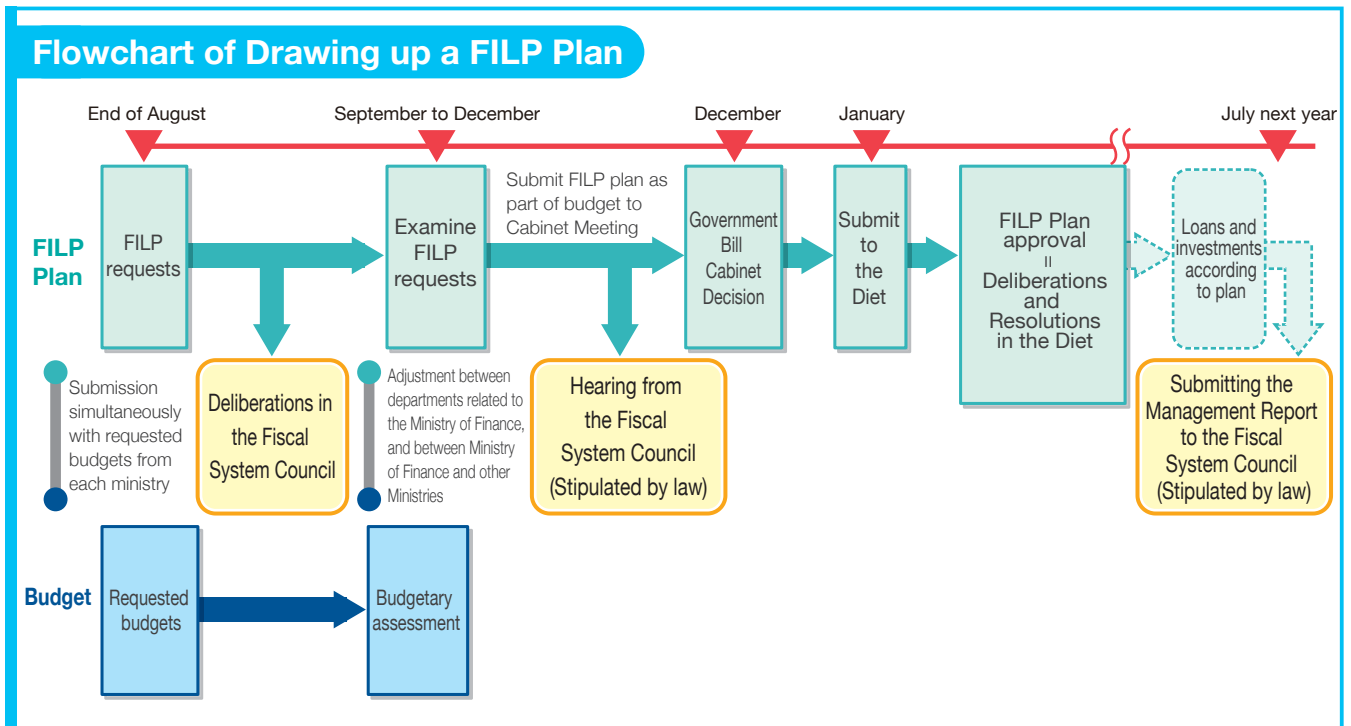 Flowchart of Drawing up a FILP Plan
End of August
September to December
December
January
July next year
FILP
Plan
FILP
requests
Examine
FILP
requests
Submit FILP plan as
part of budget to
Cabinet Meeting
Government
Bill
Cabinet
Decision
Submit
to
the
Diet
FILP Plan
approval
=
Deliberations
and
Resolutions
in the Diet
Loans and
investments
according
to plan
Submission
simultaneously
with requested
budgets from
each ministry
Deliberations in
the Fiscal
System Council
Adjustment between
departments related to
the Ministry of Finance,
and between Ministry
of Finance and other
Ministries
Hearing from
the Fiscal
System Council
(Stipulated by law)
Submitting the
Management Report
to the Fiscal
System Council
(Stipulated by law)
Budget
Requested
budgets
Budgetary
assessment